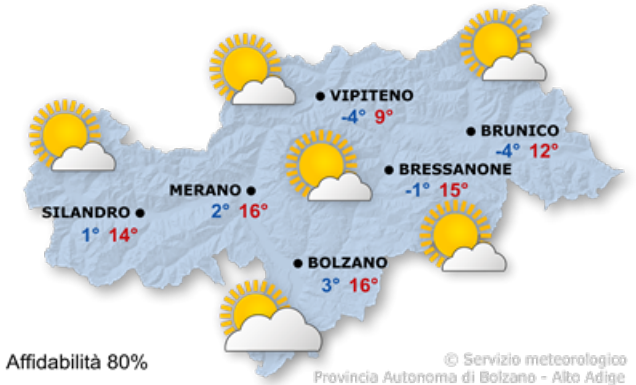 VIPITENO
-4° 9°
BRUNICO
-4° 12°
BRESSANONE
-1° 15°
MERANO
2° 16°
SILANDRO
1° 14°
BOLZANO
3° 16°
Affidabilità 80%
© Servizio meteorologico
Provincia Autonoma di Bolzano - Alto Adige